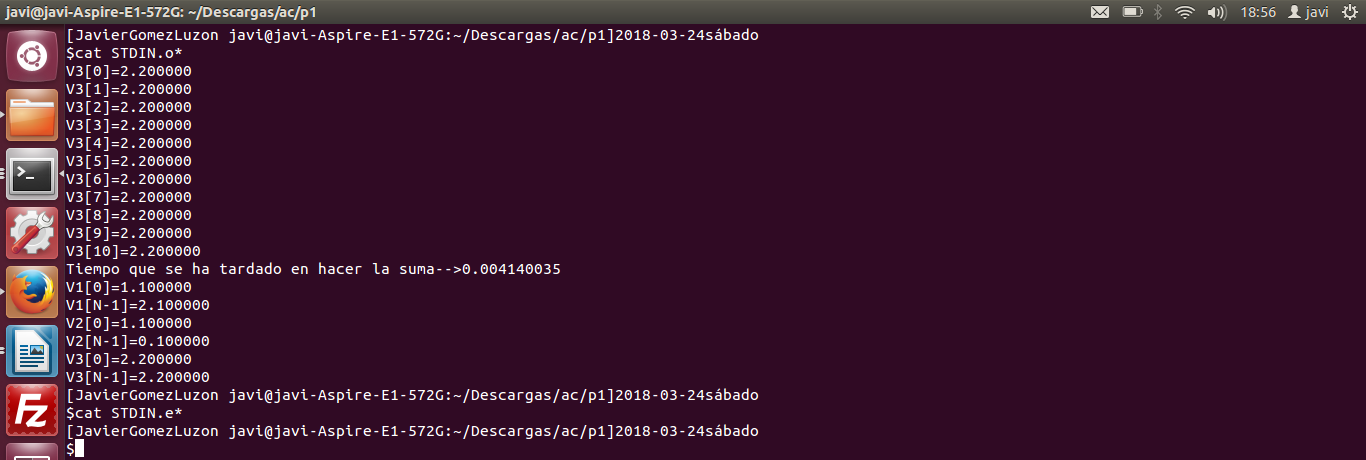 javi@javi-Aspire-E1-572G: ~/Descargas/ac/p1 18:56 javi
[JavierGomezLuzon javi@javi-Aspire-E1-572G:~/Descargas/ac/p1]2018-03-24sábado
$cat STDIN.o*
V3[0]=2.200000
V3[1]=2.200000
V3[2]=2.200000
V3[3]=2.200000
V3[4]=2.200000
V3[5]=2.200000
V3[6]=2.200000
V3[7]=2.200000
V3[8]=2.200000
V3[9]=2.200000
V3[10]=2.200000
Tiempo que se ha tardado en hacer la suma-->0.004140035
V1[0]=1.100000
V1[N-1]=2.100000
V2[0]=1.100000
V2[N-1]=0.100000
V3[0]=2.200000
V3[N-1]=2.200000
[JavierGomezLuzon javi@javi-Aspire-E1-572G:~/Descargas/ac/p1]2018-03-24sábado
$cat STDIN.e*
[JavierGomezLuzon javi@javi-Aspire-E1-572G:~/Descargas/ac/p1]2018-03-24sábado
$
Fz